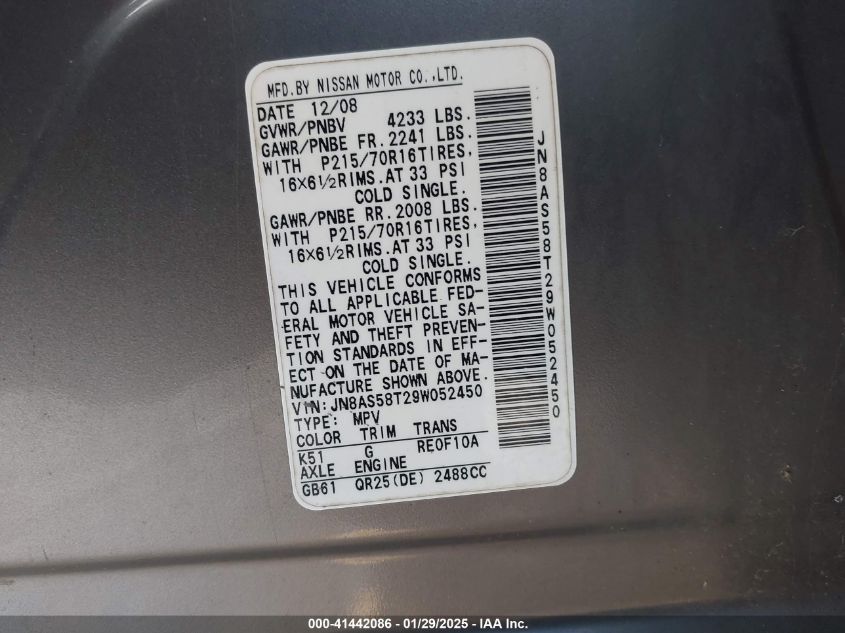 MFD.BY NISSAN MOTOR CO.,LTD.
DATE 12/08
GVWR/PNBV 4233 LBS.
GAWR/PNBE FR.2241 LBS.
WITH P215/70R16TIRES,
16×6½RIMS.AT 33 PSI
COLD SINGLE.
GAWR/PNBE RR.2008 LBS.
WITH P215/70R16TIRES,
16×6½RIMS.AT 33 PSI
COLD SINGLE.
THIS VEHICLE CONFORMS
TO ALL APPLICABLE FED-
ERAL MOTOR VEHICLE SA-
FETY AND THEFT PREVEN-
TION STANDARDS IN EFF-
ECT ON THE DATE OF MA-
NUFACTURE SHOWN ABOVE.
VIN:JN8AS58T29W052450
TYPE: MPV
COLOR TRIM TRANS
K51 G RE0F10A
AXLE ENGINE
GB61 QR25(DE) 2488CC
JN8AS58T29W052450
000-41442086 - 01/29/2025 - IAA Inc.